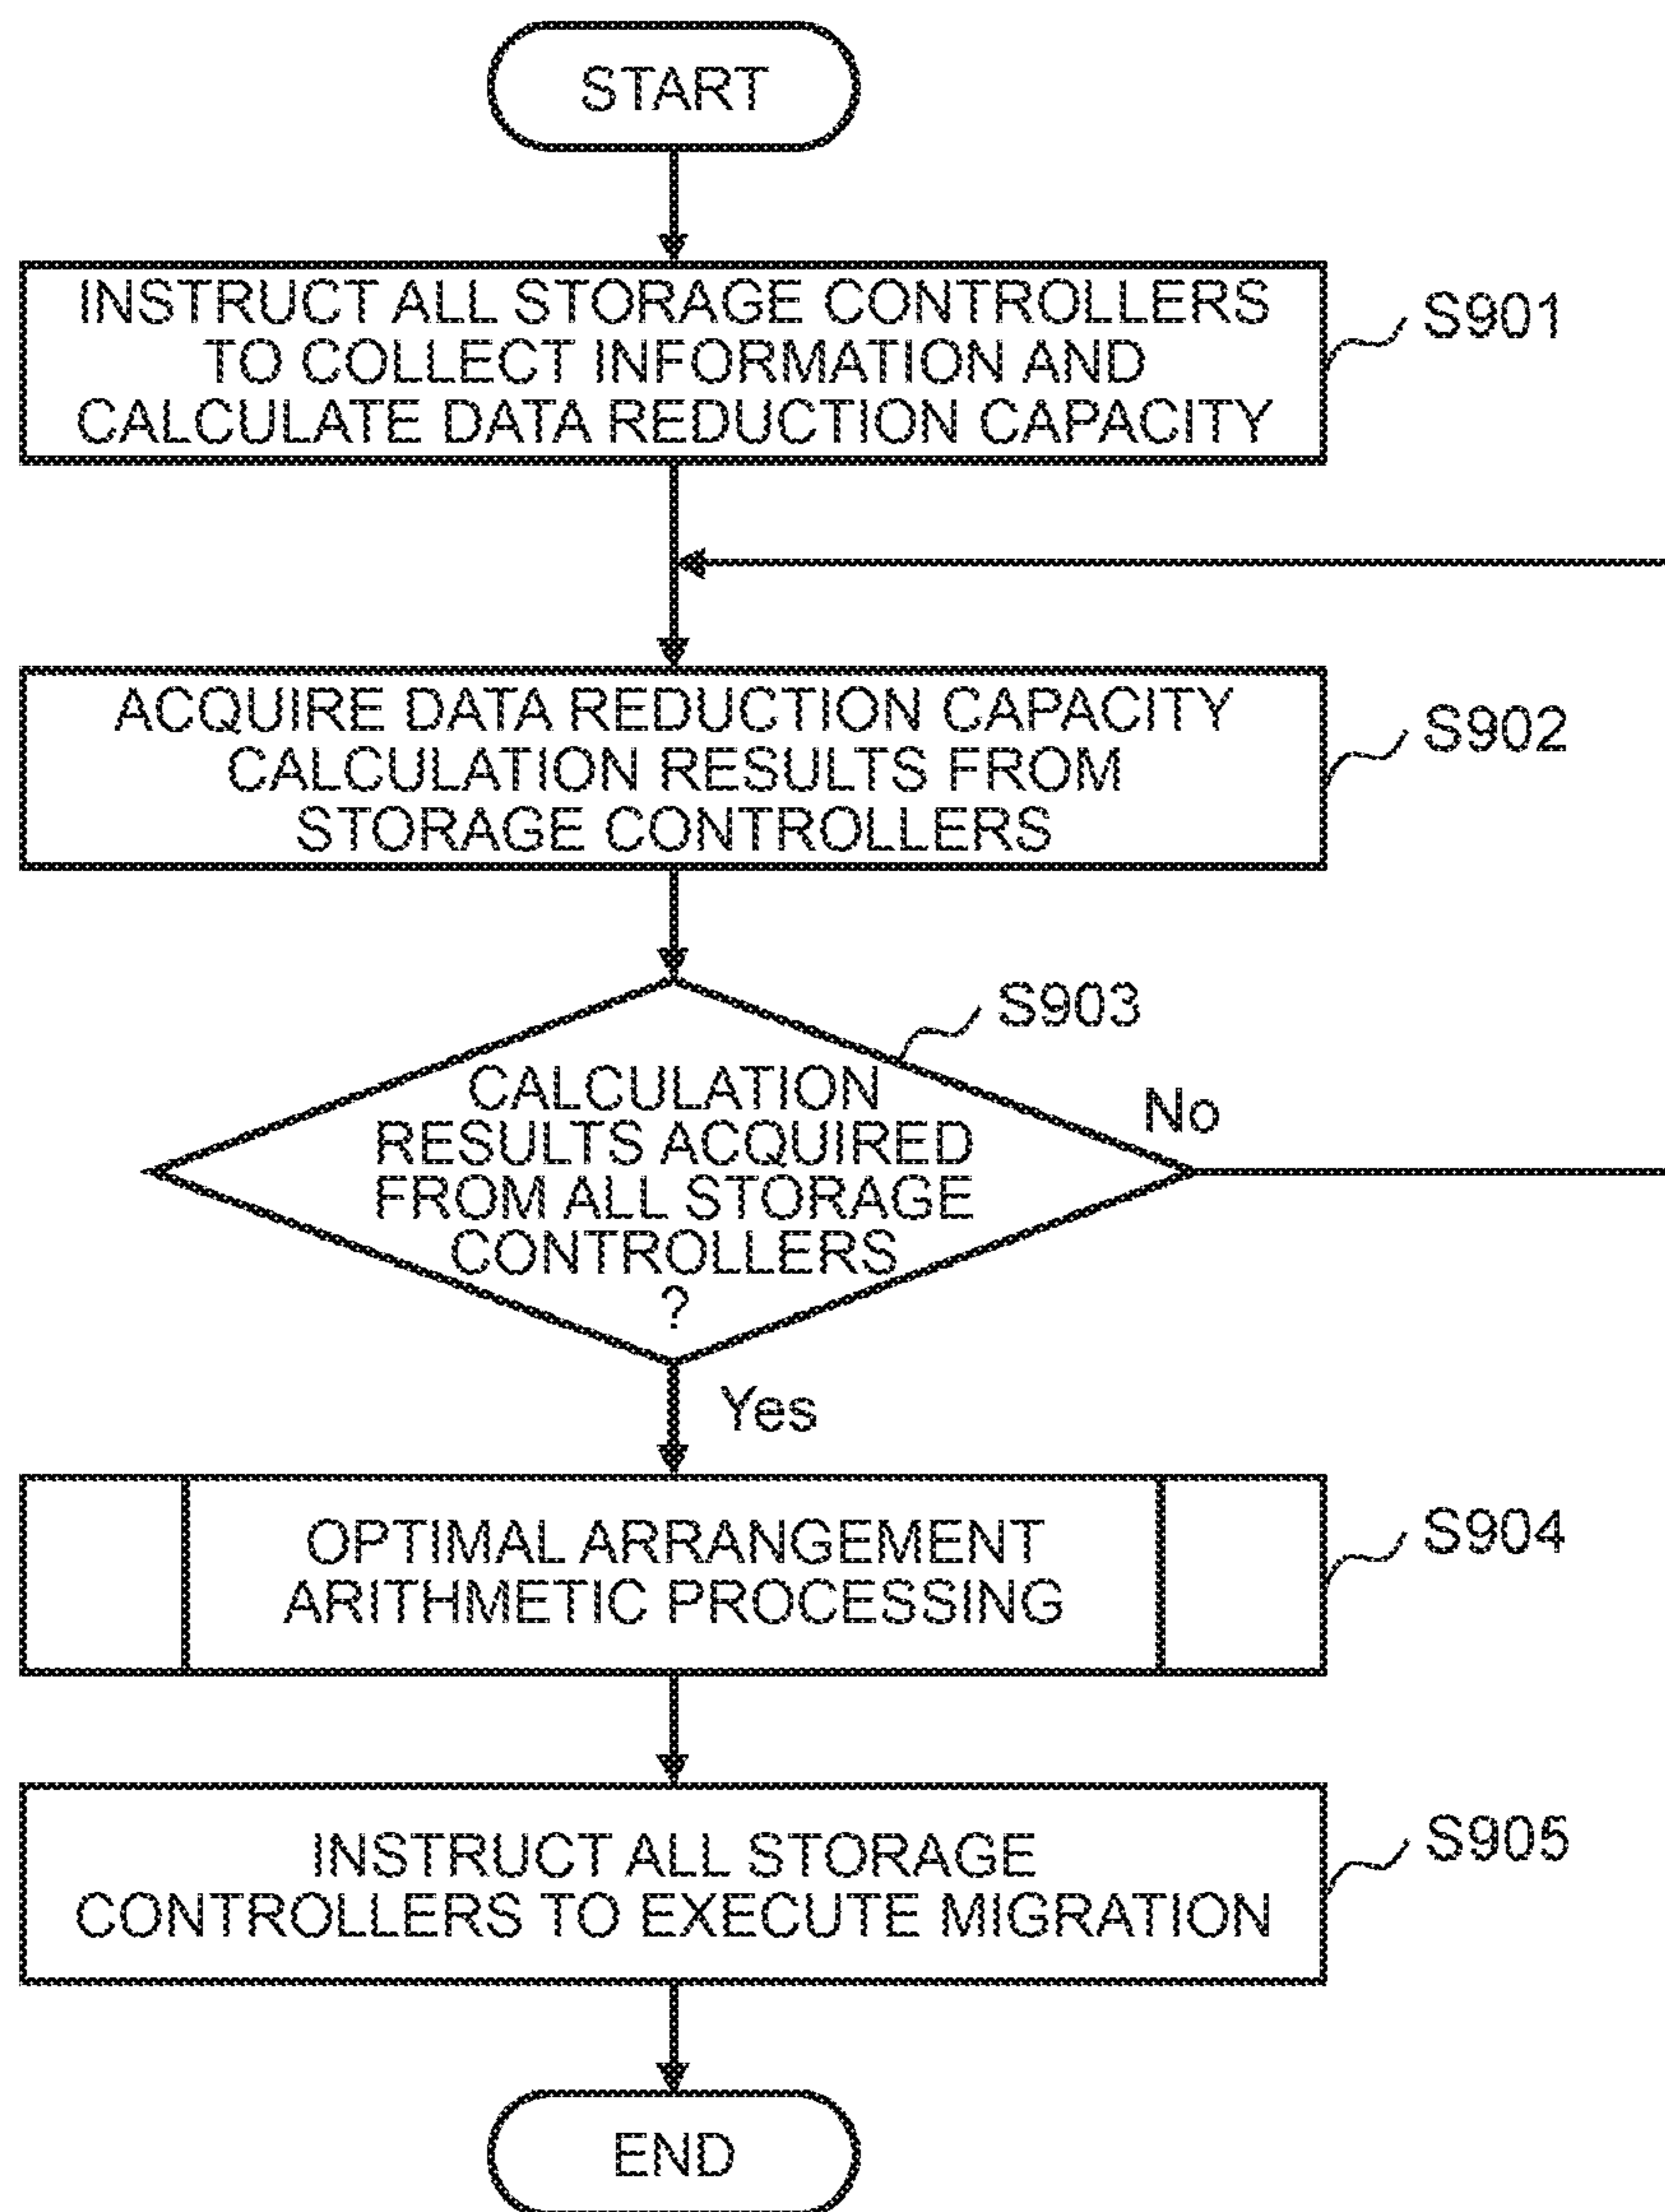 START
INSTRUCT ALL STORAGE CONTROLLERS
TO COLLECT INFORMATION AND
CALCULATE DATA REDUCTION CAPACITY
S901
ACQUIRE DATA REDUCTION CAPACITY
CALCULATION RESULTS FROM
STORAGE CONTROLLERS
S902
S903
CALCULATION
RESULTS ACQUIRED
FROM ALL STORAGE
CONTROLLERS
?
No
Yes
OPTIMAL ARRANGEMENT
ARITHMETIC PROCESSING
S904
INSTRUCT ALL STORAGE
CONTROLLERS TO EXECUTE MIGRATION
S905
END